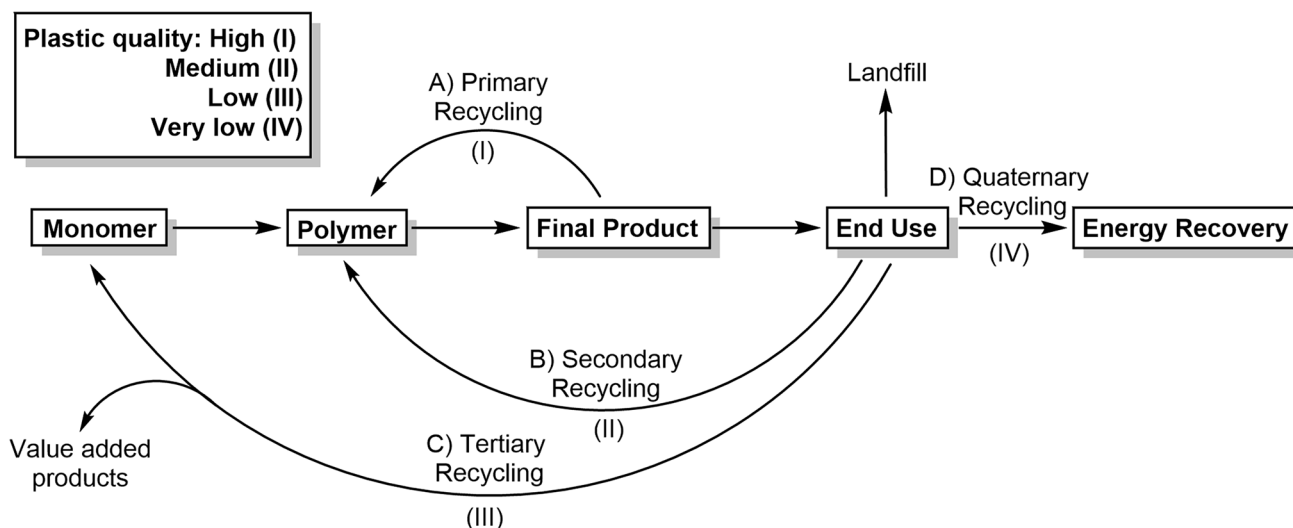 Plastic quality: High (I)
Medium (II)
Low (III)
Very low (IV)
A) Primary
Recycling
(I)
Landfill
D) Quaternary
Recycling
(IV)
Monomer
Polymer
Final Product
End Use
Energy Recovery
B) Secondary
Recycling
(II)
Value added
products
C) Tertiary
Recycling
(III)